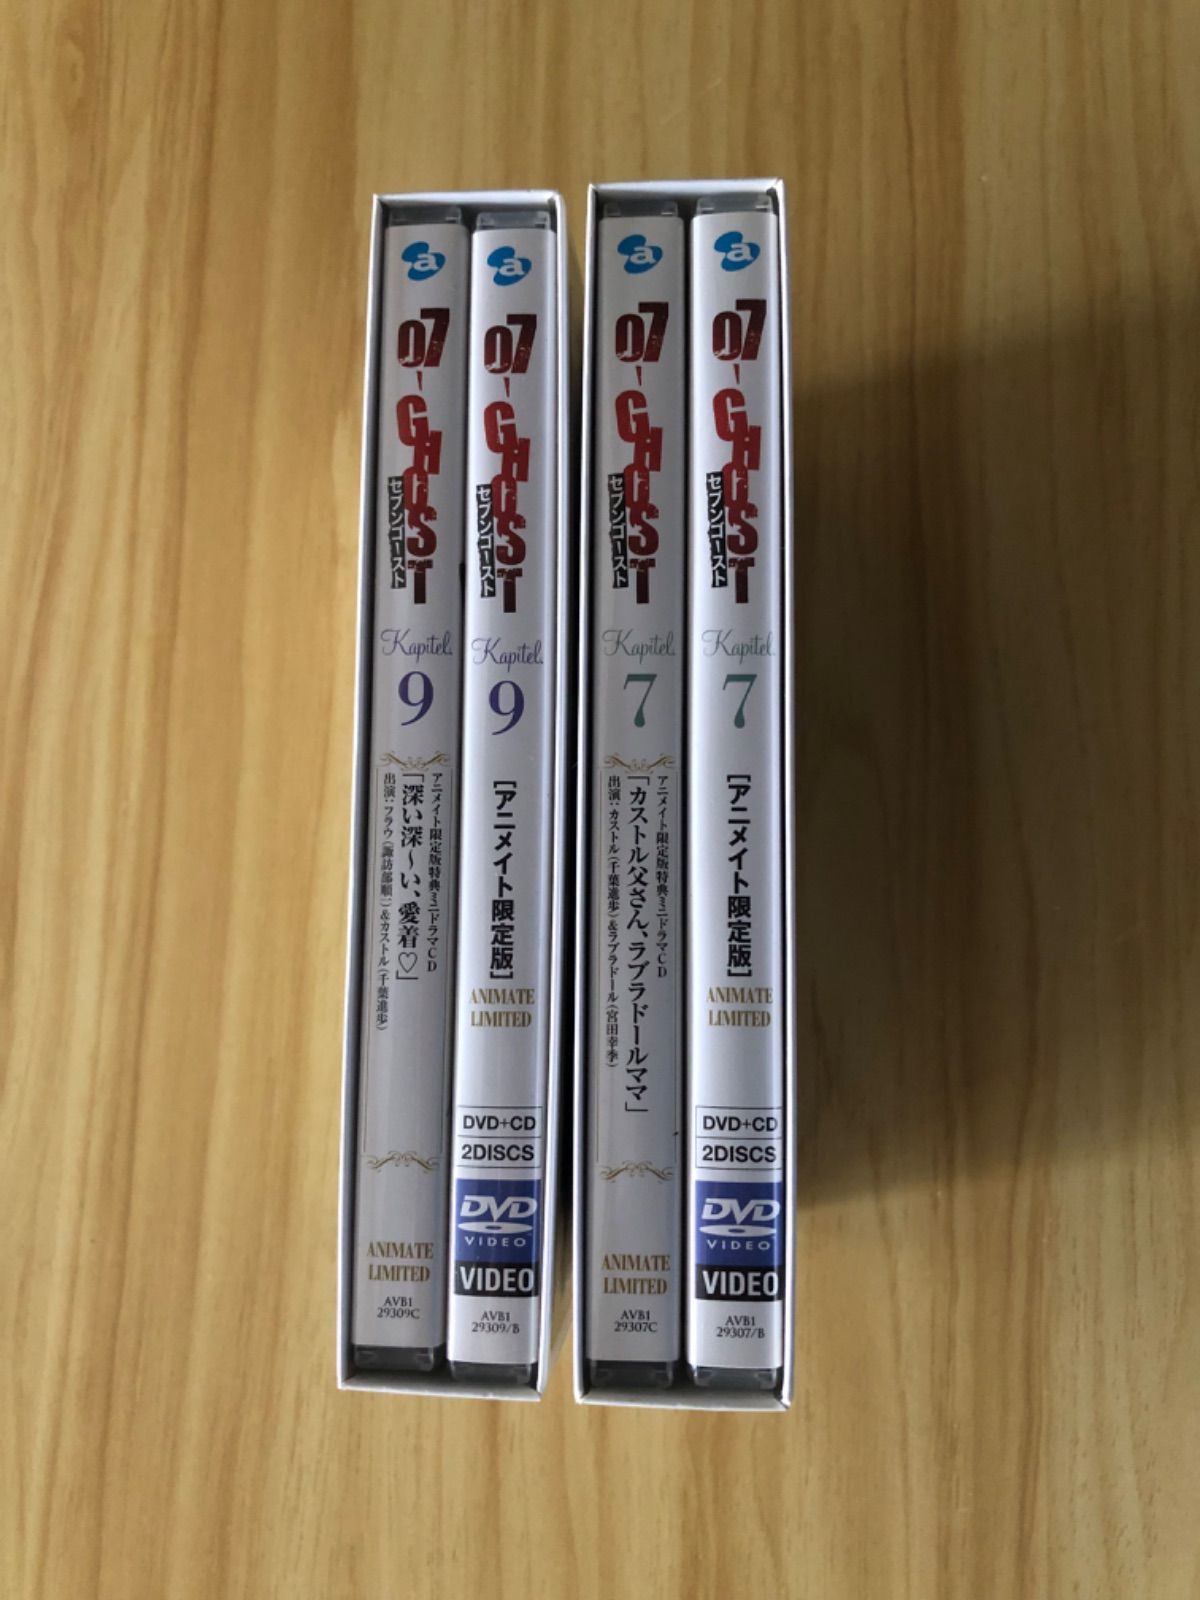 a
07-GHOST
セブンゴースト
Kapitel.
9
アニメイト限定版特典ミニドラマCD
「深い深〜い、愛着♡」
出演：フラウ（諏訪部順一）&カストル（千葉進歩）
ANIMATE
LIMITED
AVB1
29309C
a
07-GHOST
セブンゴースト
Kapitel.
9
[アニメイト限定版]
ANIMATE
LIMITED
DVD+CD
2DISCS
DVD
VIDEO
VIDEO
AVB1
29309/B
a
07-GHOST
セブンゴースト
Kapitel.
7
アニメイト限定版特典ミニドラマCD
「カストル父さん、ラブラドールママ」
出演：カストル（千葉進歩）&ラブラドール（宮田幸季）
ANIMATE
LIMITED
AVB1
29307C
a
07-GHOST
セブンゴースト
Kapitel.
7
[アニメイト限定版]
ANIMATE
LIMITED
DVD+CD
2DISCS
DVD
VIDEO
VIDEO
AVB1
29307/B